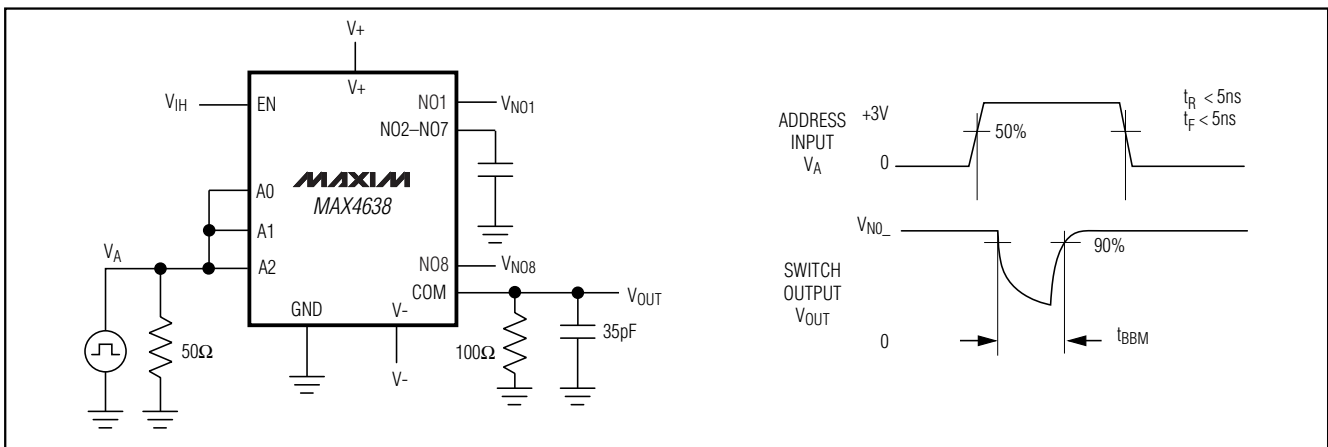 V+
V+
VIH
EN
NO1
VNO1
NO2–NO7
MAXIM
MAX4638
A0
A1
A2
VA
NO8
VNO8
COM
VOUT
GND
V-
V-
50Ω
100Ω
35pF
ADDRESS
INPUT
VA
+3V
0
50%
tR < 5ns
tF < 5ns
VN0_
90%
SWITCH
OUTPUT
VOUT
0
tBBM